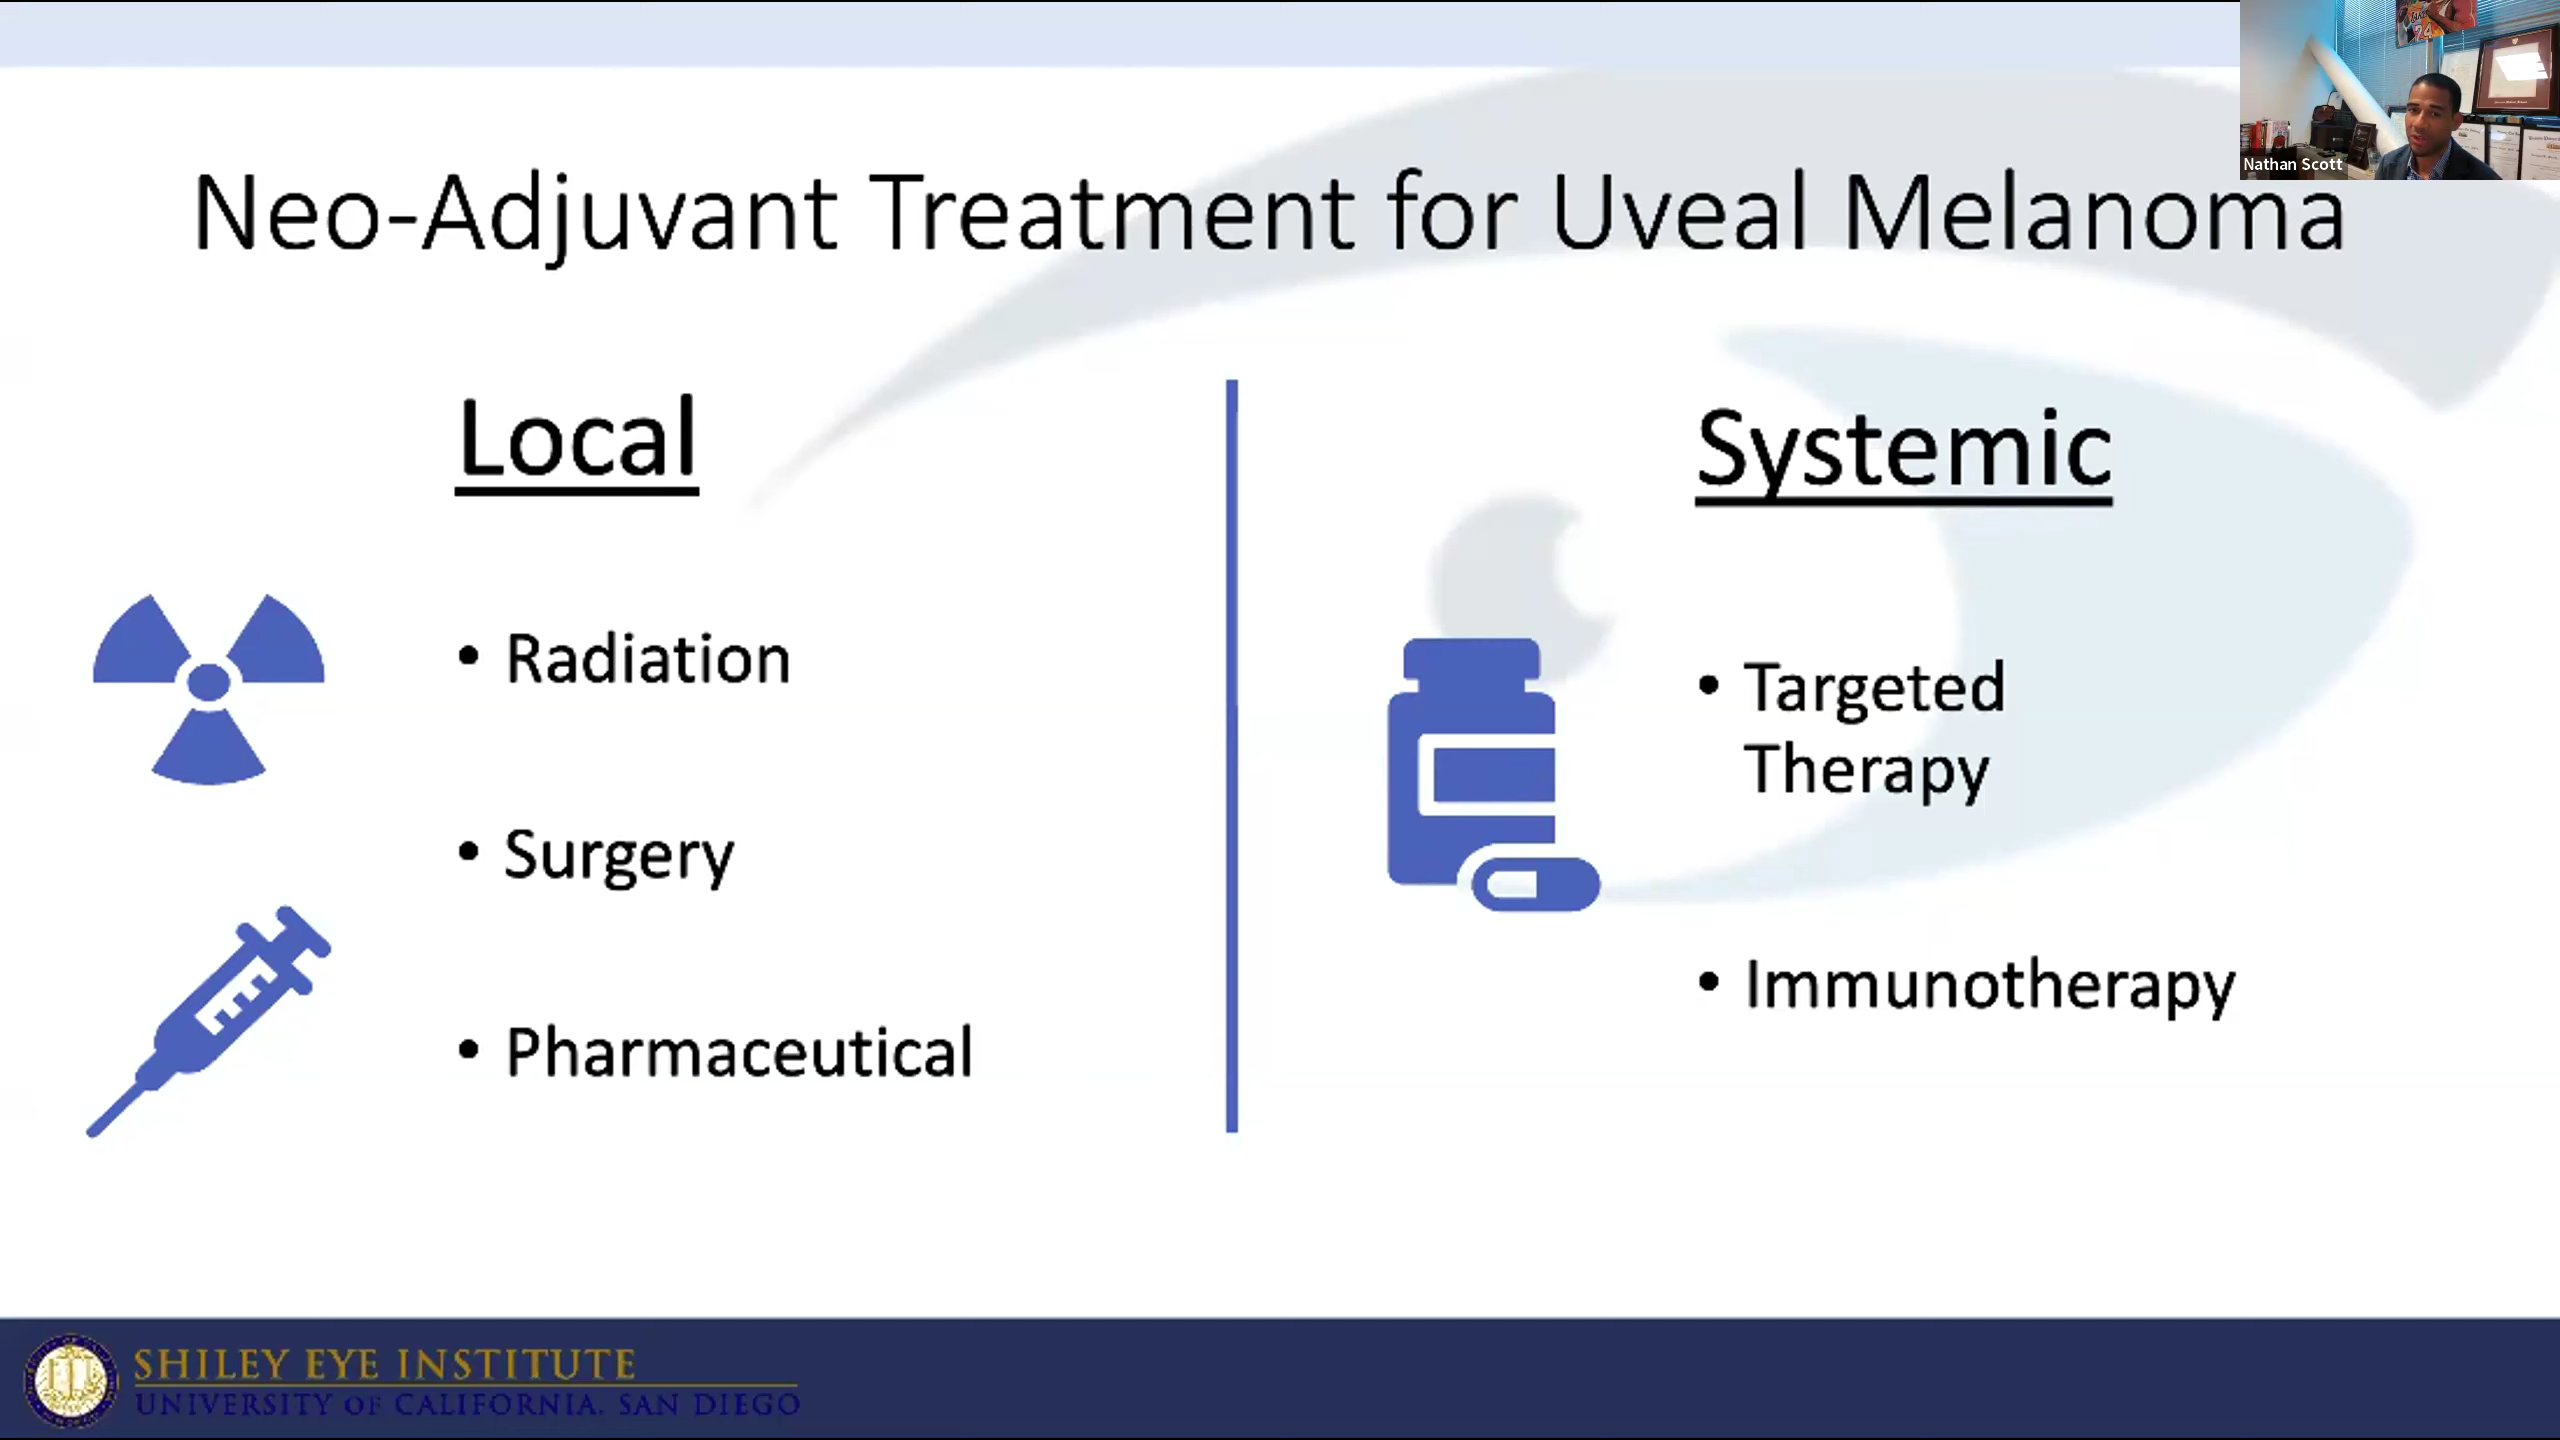 Nathan Scott
Neo-Adjuvant Treatment for Uveal Melanoma
Local
• Radiation
• Surgery
• Pharmaceutical
Systemic
• Targeted
Therapy
• Immunotherapy
SHILEY EYE INSTITUTE
UNIVERSITY OF CALIFORNIA, SAN DIEGO
24